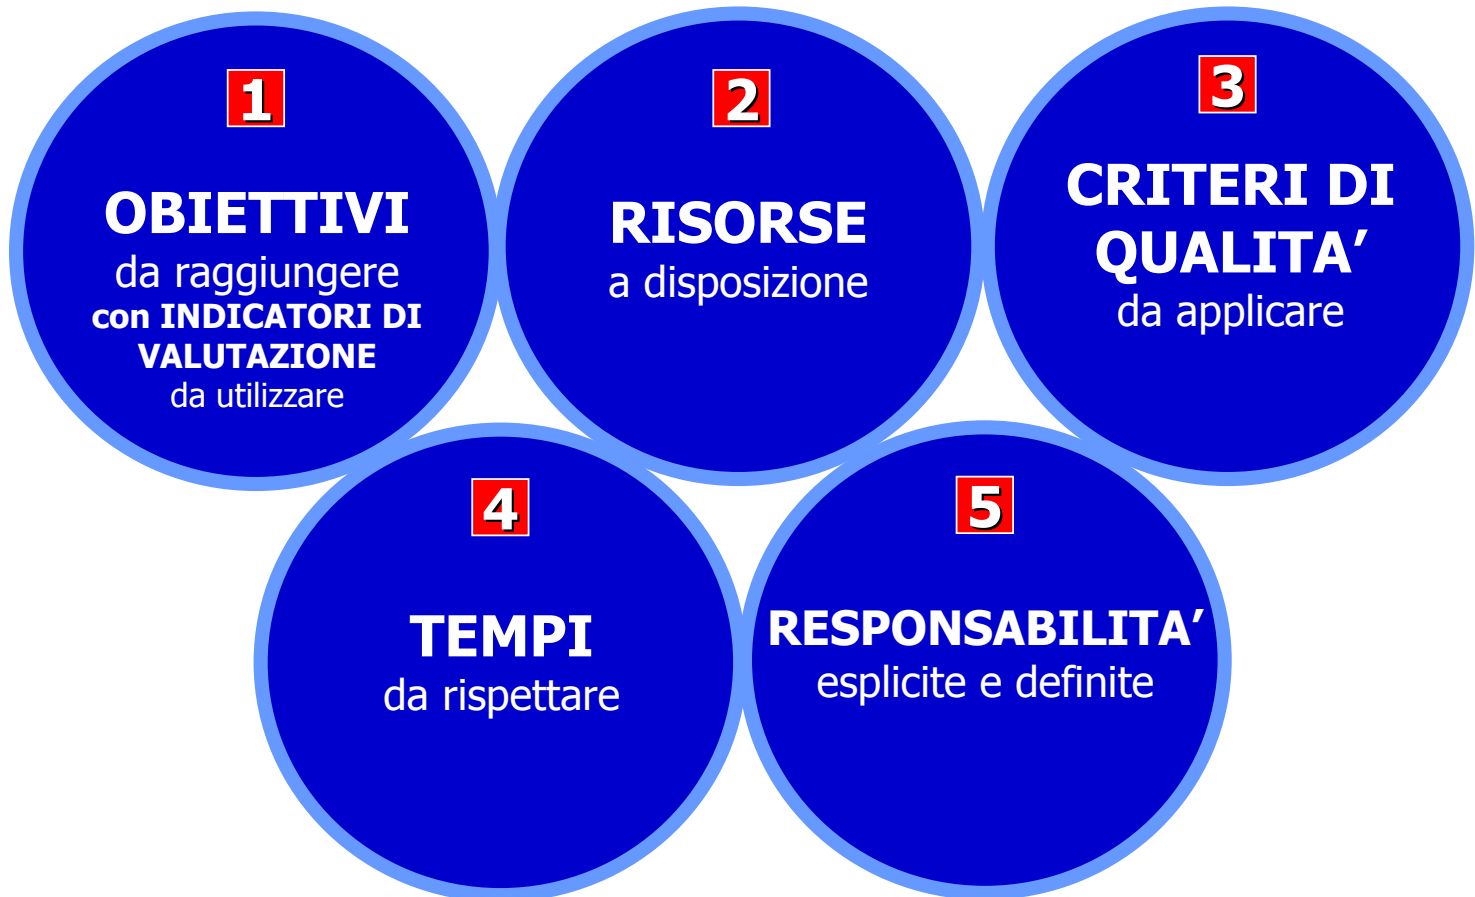 1
OBIETTIVI
da raggiungere
con INDICATORI DI
VALUTAZIONE
da utilizzare
2
RISORSE
a disposizione
3
CRITERI DI
QUALITA’
da applicare
4
TEMPI
da rispettare
5
RESPONSABILITA’
esplicite e definite